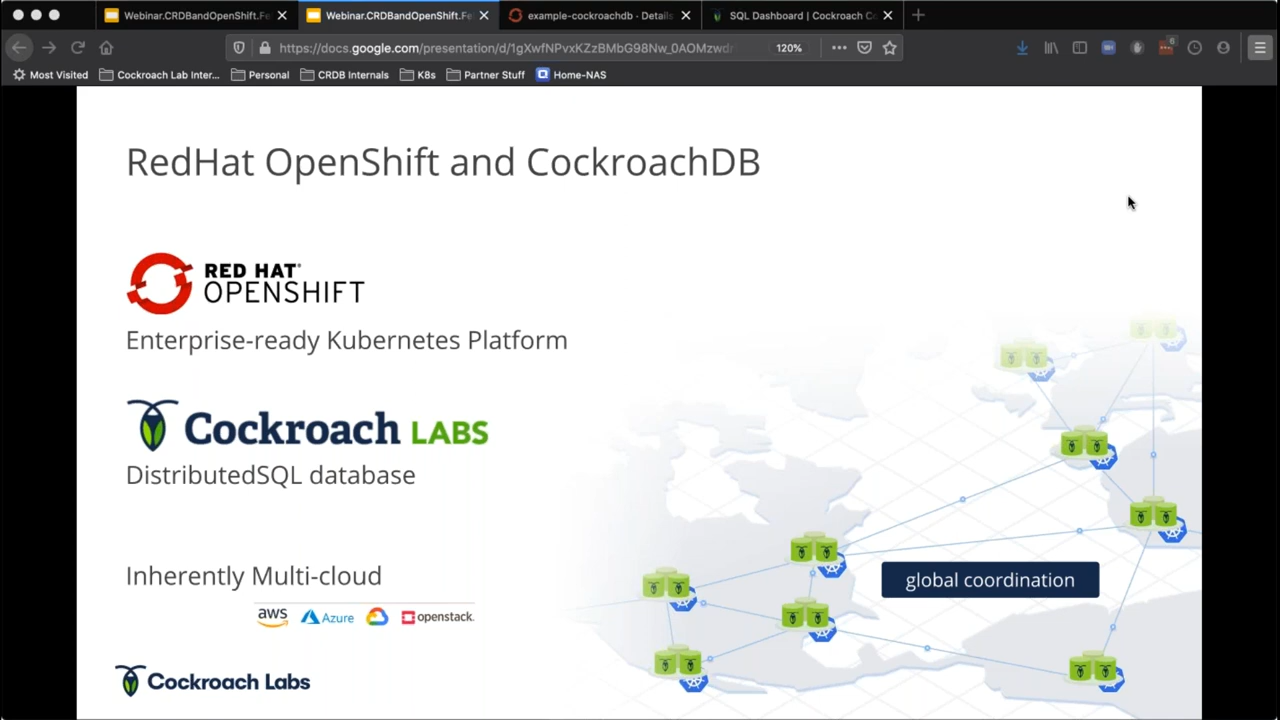 Webinar.CRDBandOpenShift.Fe
Webinar.CRDBandOpenShift.Fe
example-cockroachdb - Details
SQL Dashboard | Cockroach C
https://docs.google.com/presentation/d/1gXwfNPvxKZzBMbG98Nw_0AOMzwdr
120%
6
Most Visited
Cockroach Lab Inter...
Personal
CRDB Internals
K8s
Partner Stuff
Home-NAS
RedHat OpenShift and CockroachDB
RED HAT®
OPENSHIFT
Enterprise-ready Kubernetes Platform
Cockroach LABS
DistributedSQL database
Inherently Multi-cloud
aws
Azure
openstack.
global coordination
Cockroach Labs